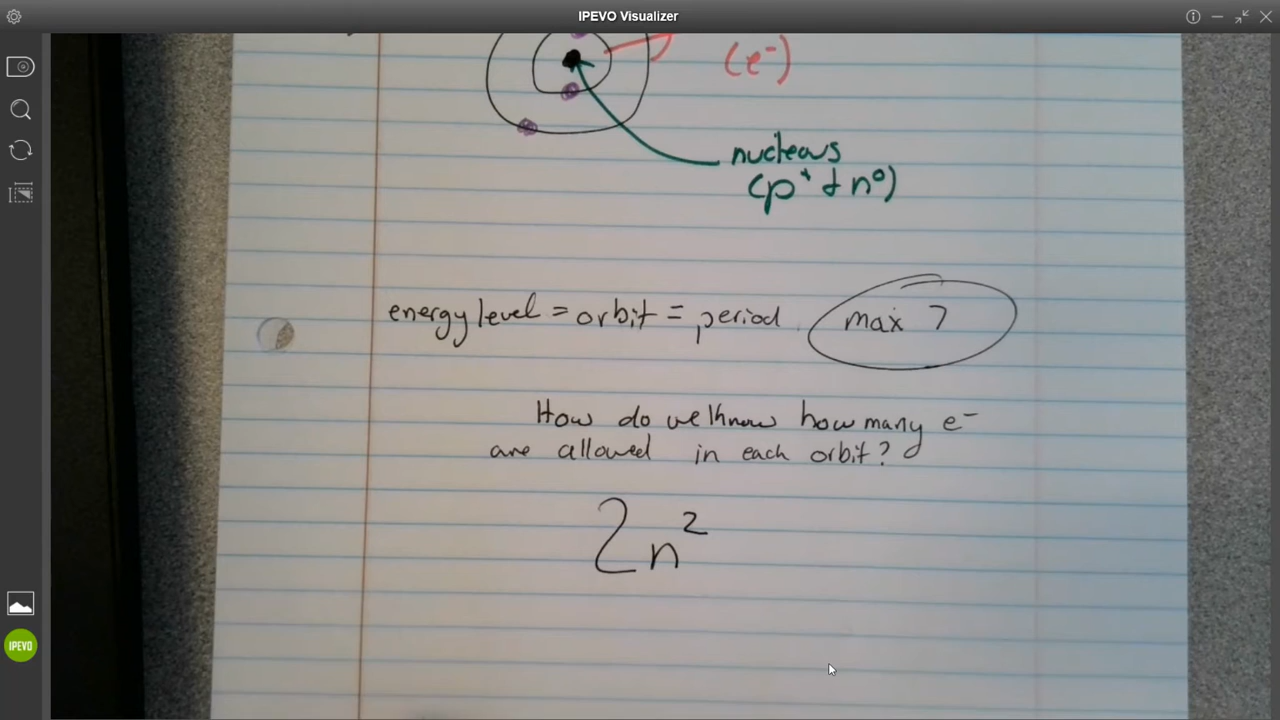 IPEVO Visualizer
(e⁻)
nucleus
(p⁺ + n⁰)
energy level = orbit = period max 7
How do we know how many e⁻
are allowed in each orbit?
2n²
IPEVO